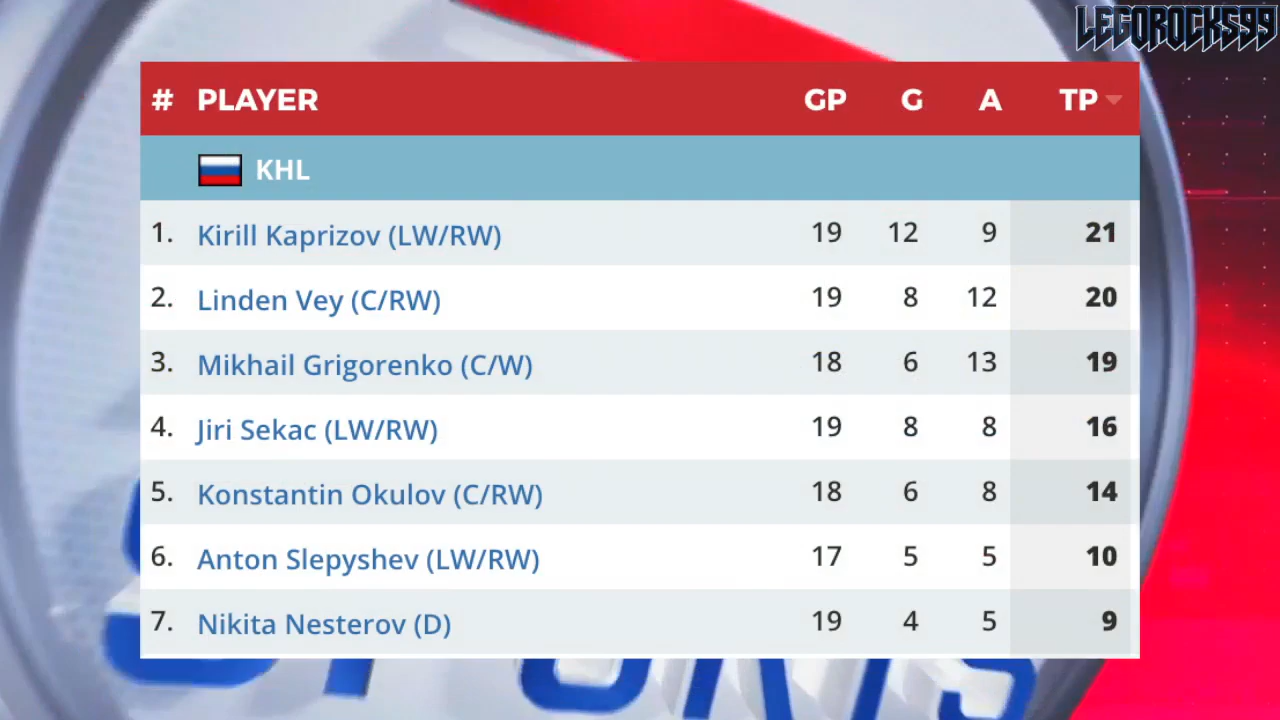 LEGOROCKS99
# PLAYER GP G A TP
KHL
1. Kirill Kaprizov (LW/RW) 19 12 9 21
2. Linden Vey (C/RW) 19 8 12 20
3. Mikhail Grigorenko (C/W) 18 6 13 19
4. Jiri Sekac (LW/RW) 19 8 8 16
5. Konstantin Okulov (C/RW) 18 6 8 14
6. Anton Slepyshev (LW/RW) 17 5 5 10
7. Nikita Nesterov (D) 19 4 5 9
SPORTS